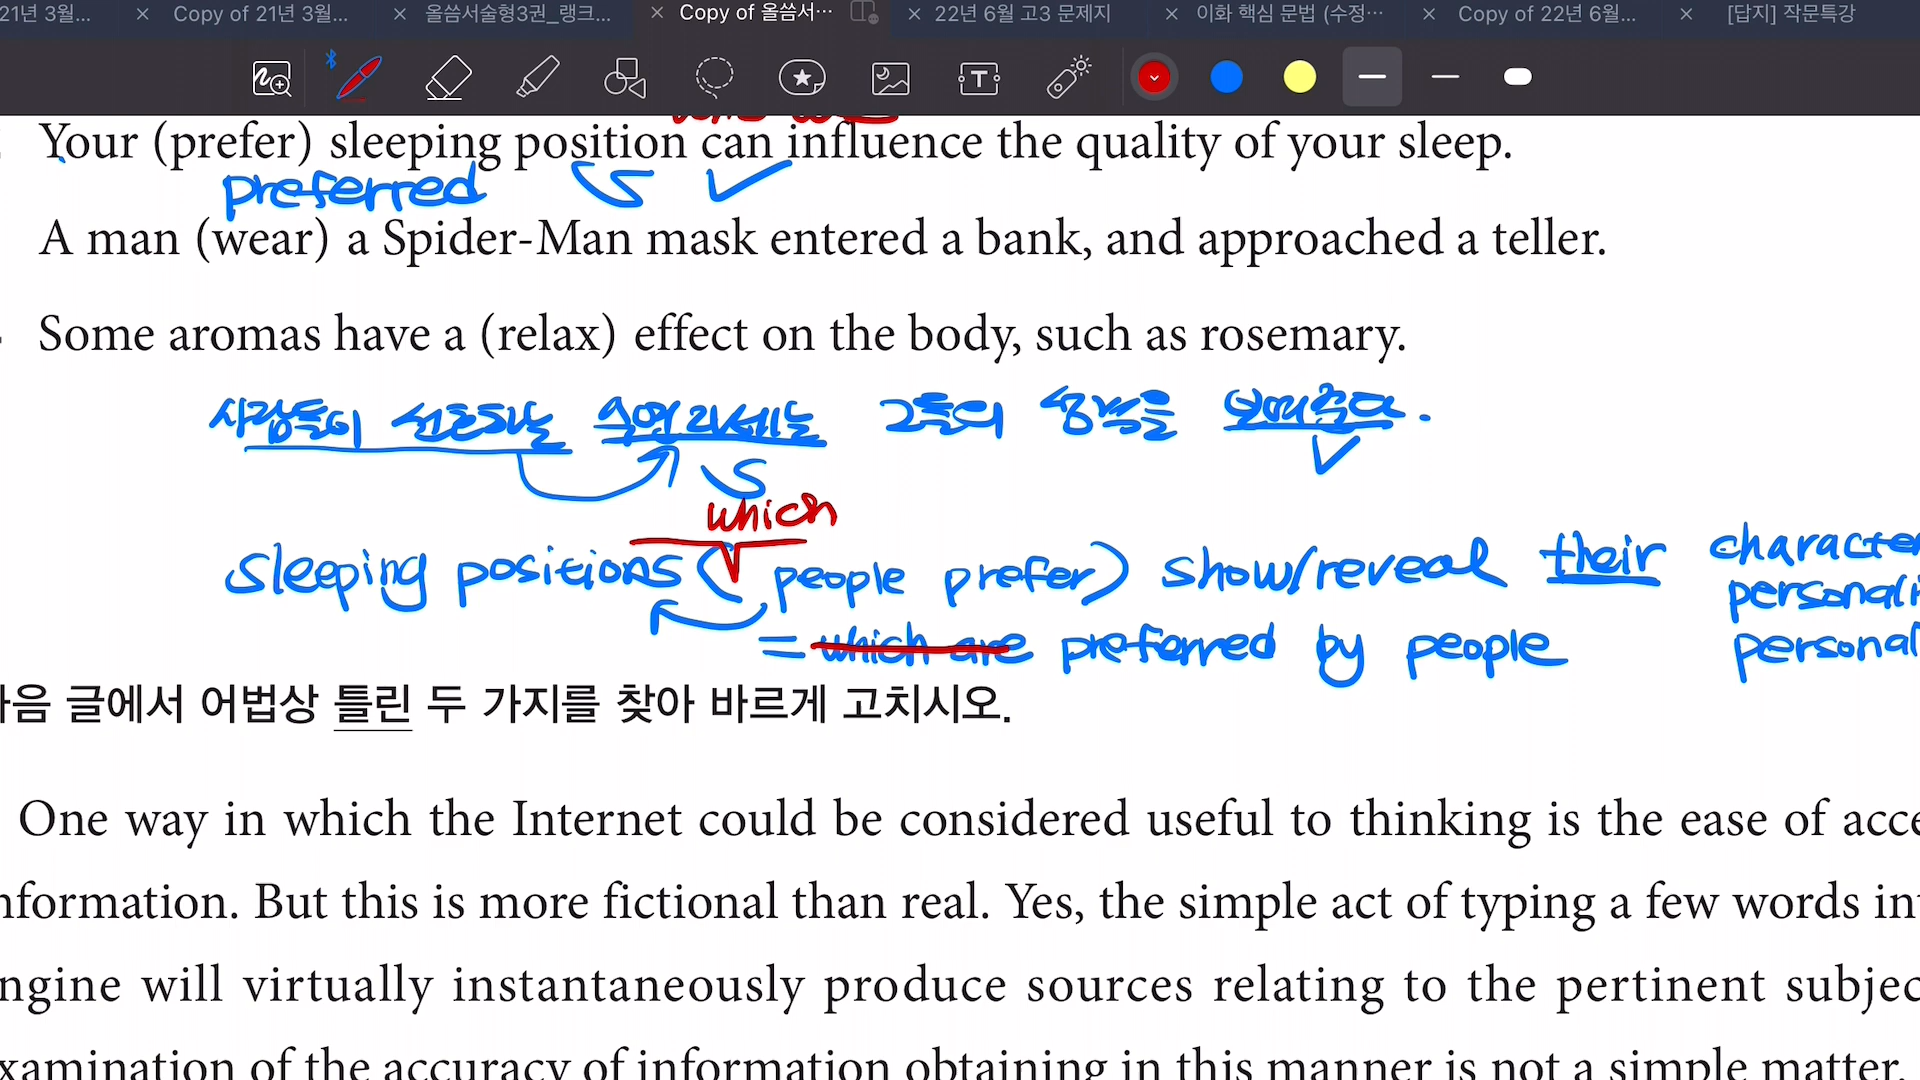 21년 3월... × Copy of 21년 3월... × 올씀서술형3권_랭크... × Copy of 올씀서... × 22년 6월 고3 문제지 × 이화 핵심 문법 (수정... × Copy of 22년 6월... × [답지] 작문특강
Your (prefer) sleeping position can influence the quality of your sleep.
preferred S V
A man (wear) a Spider-Man mask entered a bank, and approached a teller.
Some aromas have a (relax) effect on the body, such as rosemary.
사람들이 선호하는 수면자세는 그들의 성격을 보여준다.
S V
which
sleeping positions ( people prefer) show/reveal their character
personali
= which are preferred by people personal
다음 글에서 어법상 틀린 두 가지를 찾아 바르게 고치시오.
One way in which the Internet could be considered useful to thinking is the ease of acce
nformation. But this is more fictional than real. Yes, the simple act of typing a few words int
ngine will virtually instantaneously produce sources relating to the pertinent subjec
xamination of the accuracy of information obtaining in this manner is not a simple matter.